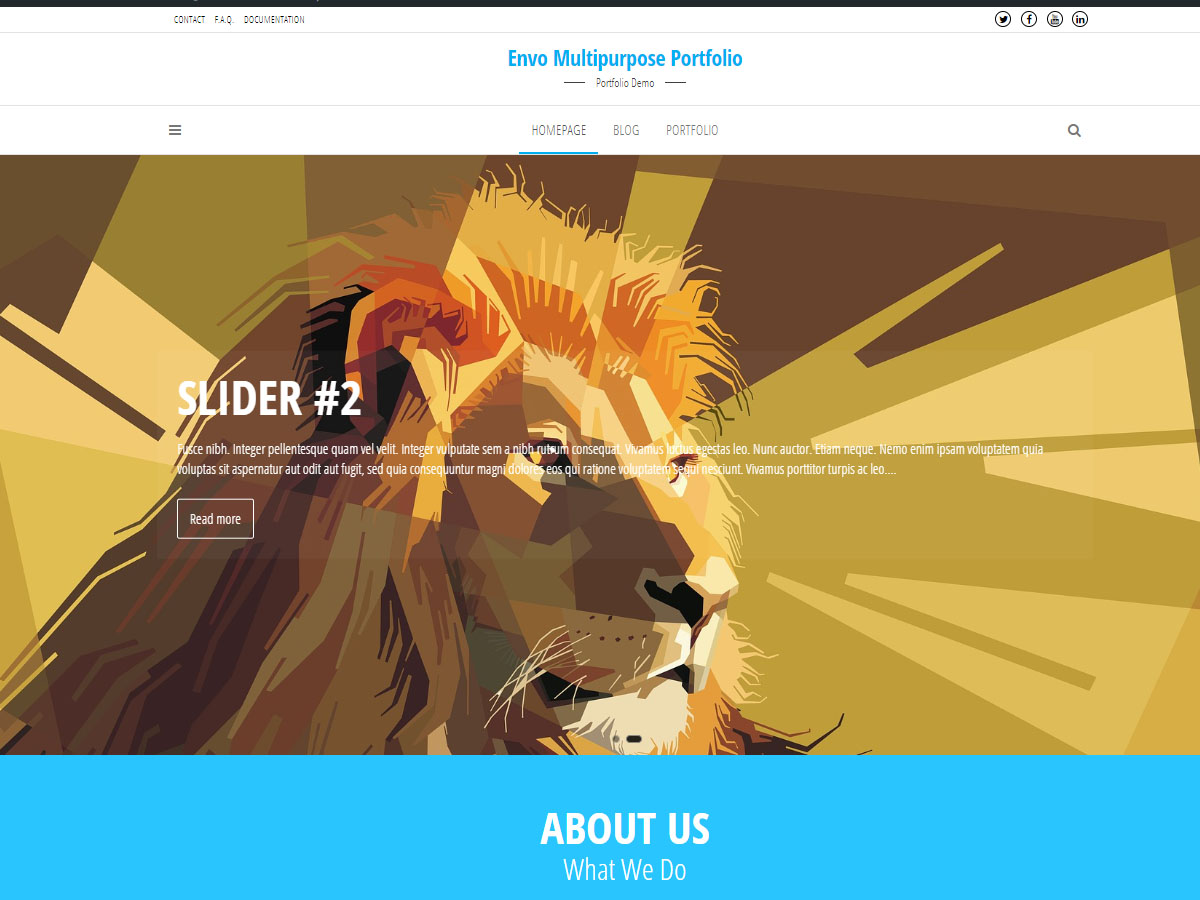 CONTACT F.A.Q. DOCUMENTATION
Envo Multipurpose Portfolio
Portfolio Demo
HOMEPAGE BLOG PORTFOLIO
SLIDER #2
Fusce nibh. Integer pellentesque quam vel velit. Integer vulputate sem a nibh rutrum consequat. Vivamus luctus egestas leo. Nunc auctor. Etiam neque. Nemo enim ipsam voluptatem quia
voluptas sit aspernatur aut odit aut fugit, sed quia consequuntur magni dolores eos qui ratione voluptatem sequi nesciunt. Vivamus porttitor turpis ac leo....
Read more
ABOUT US
What We Do